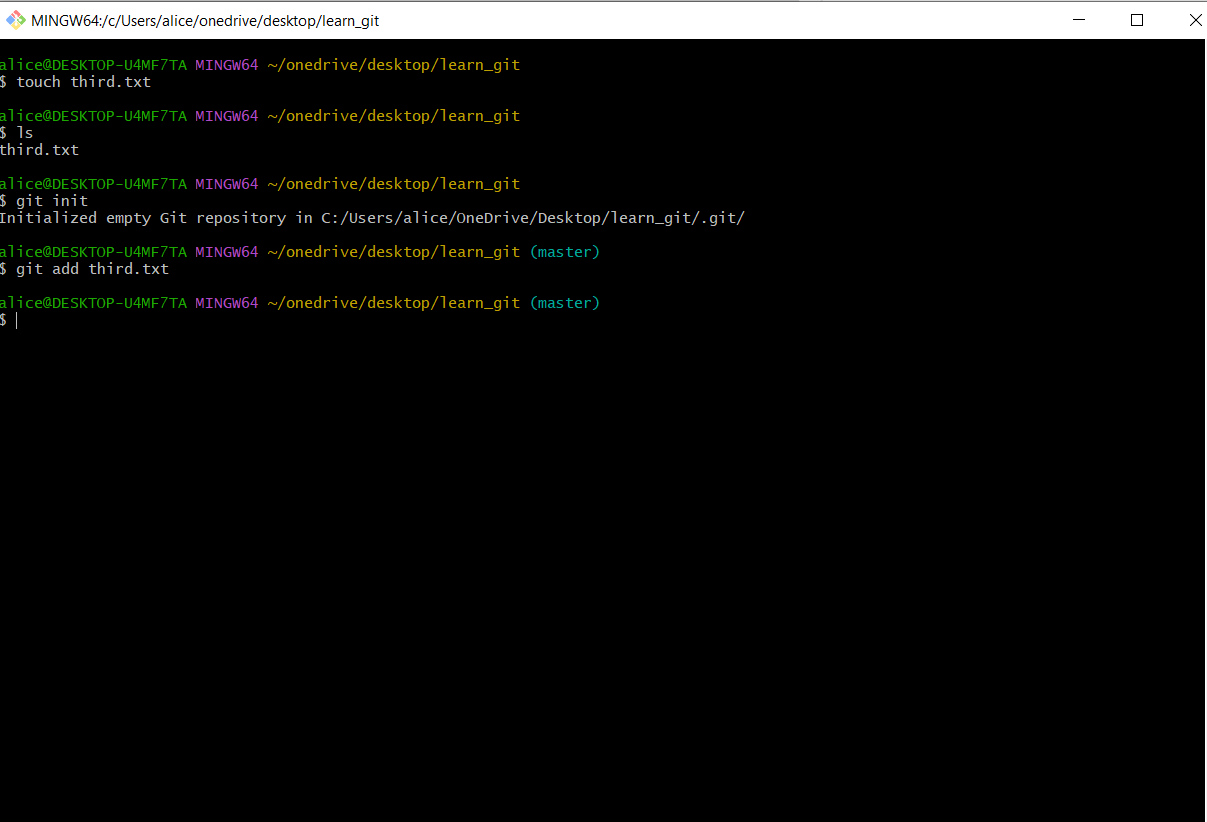 MINGW64:/c/Users/alice/onedrive/desktop/learn_git
alice@DESKTOP-U4MF7TA MINGW64 ~/onedrive/desktop/learn_git
$ touch third.txt
alice@DESKTOP-U4MF7TA MINGW64 ~/onedrive/desktop/learn_git
$ ls
third.txt
alice@DESKTOP-U4MF7TA MINGW64 ~/onedrive/desktop/learn_git
$ git init
Initialized empty Git repository in C:/Users/alice/OneDrive/Desktop/learn_git/.git/
alice@DESKTOP-U4MF7TA MINGW64 ~/onedrive/desktop/learn_git (master)
$ git add third.txt
alice@DESKTOP-U4MF7TA MINGW64 ~/onedrive/desktop/learn_git (master)
$